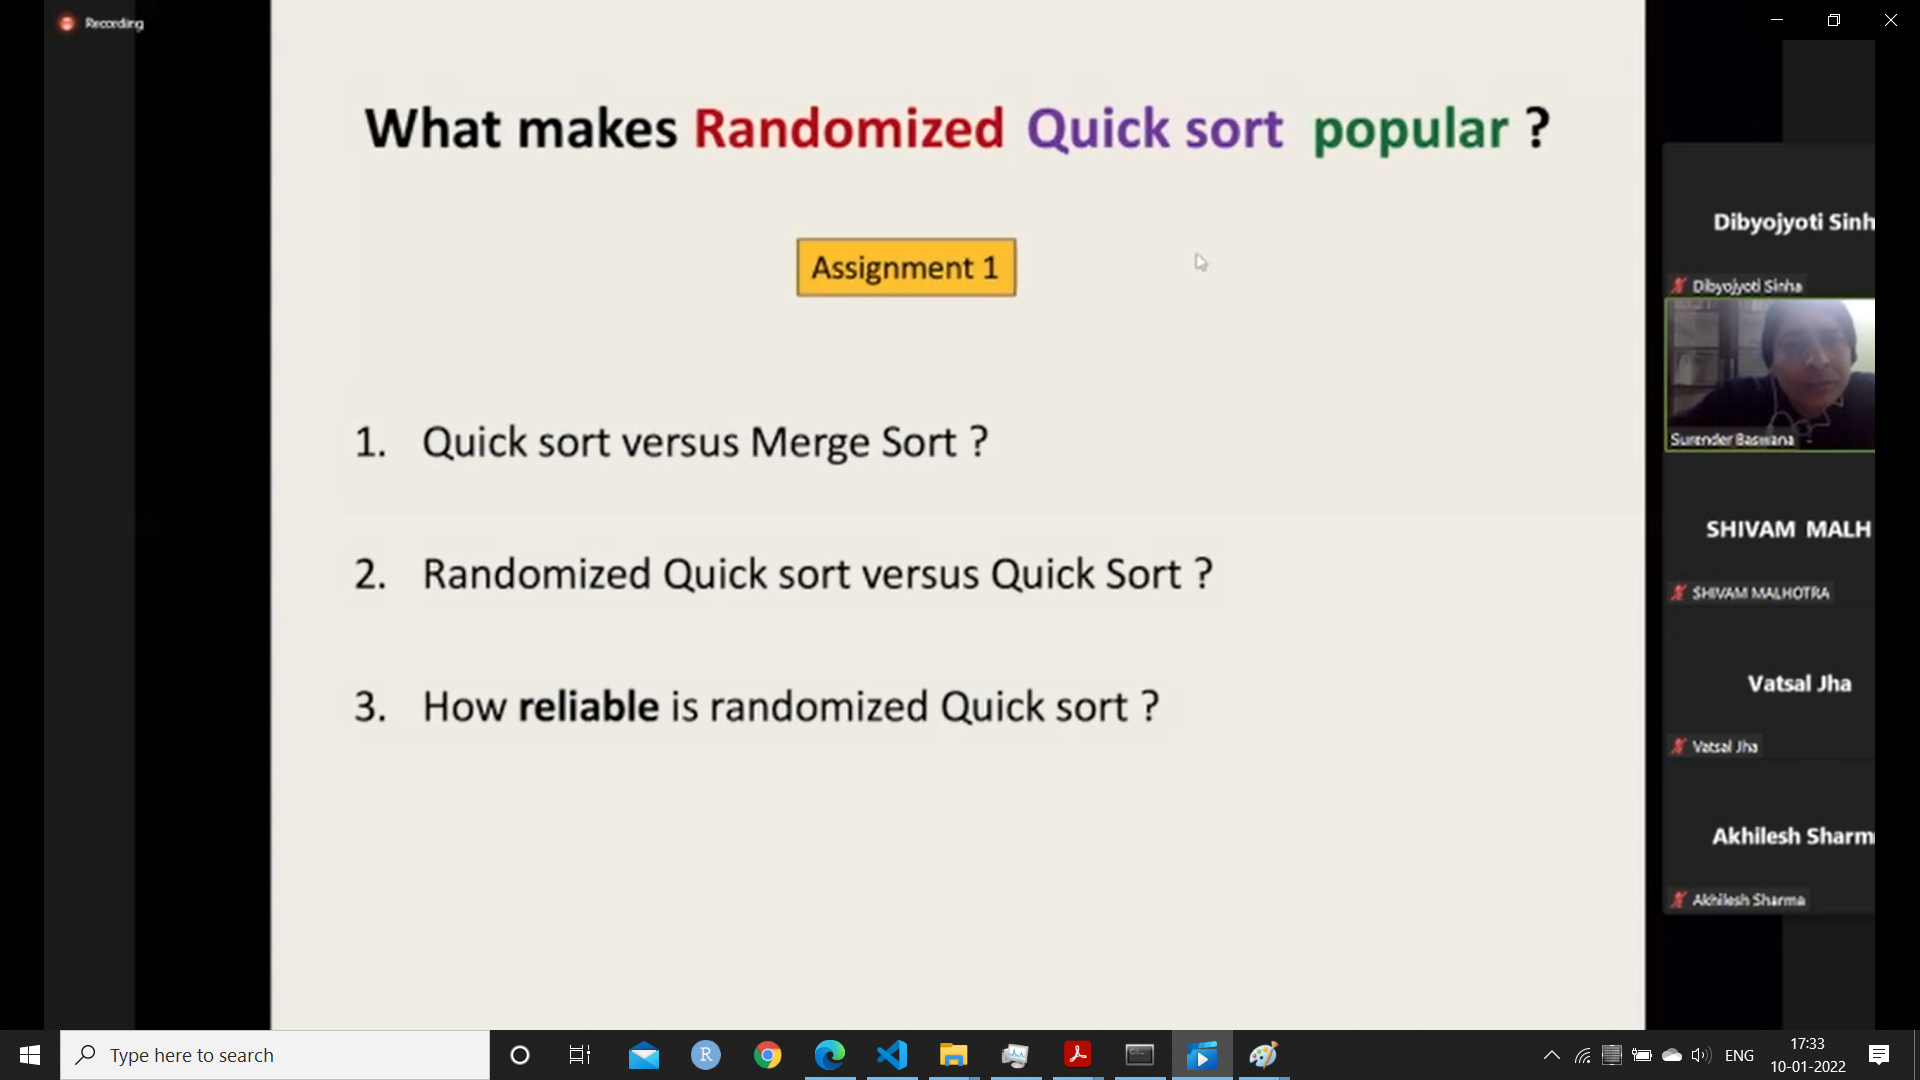 Recording
What makes Randomized Quick sort popular ?
Assignment 1
1. Quick sort versus Merge Sort ?
2. Randomized Quick sort versus Quick Sort ?
3. How reliable is randomized Quick sort ?
Dibyojyoti Sinh
Dibyojyoti Sinha
Surender Baswana
SHIVAM MALH
SHIVAM MALHOTRA
Vatsal Jha
Vatsal Jha
Akhilesh Sharm
Akhilesh Sharma
Type here to search
R
ENG
17:33
10-01-2022